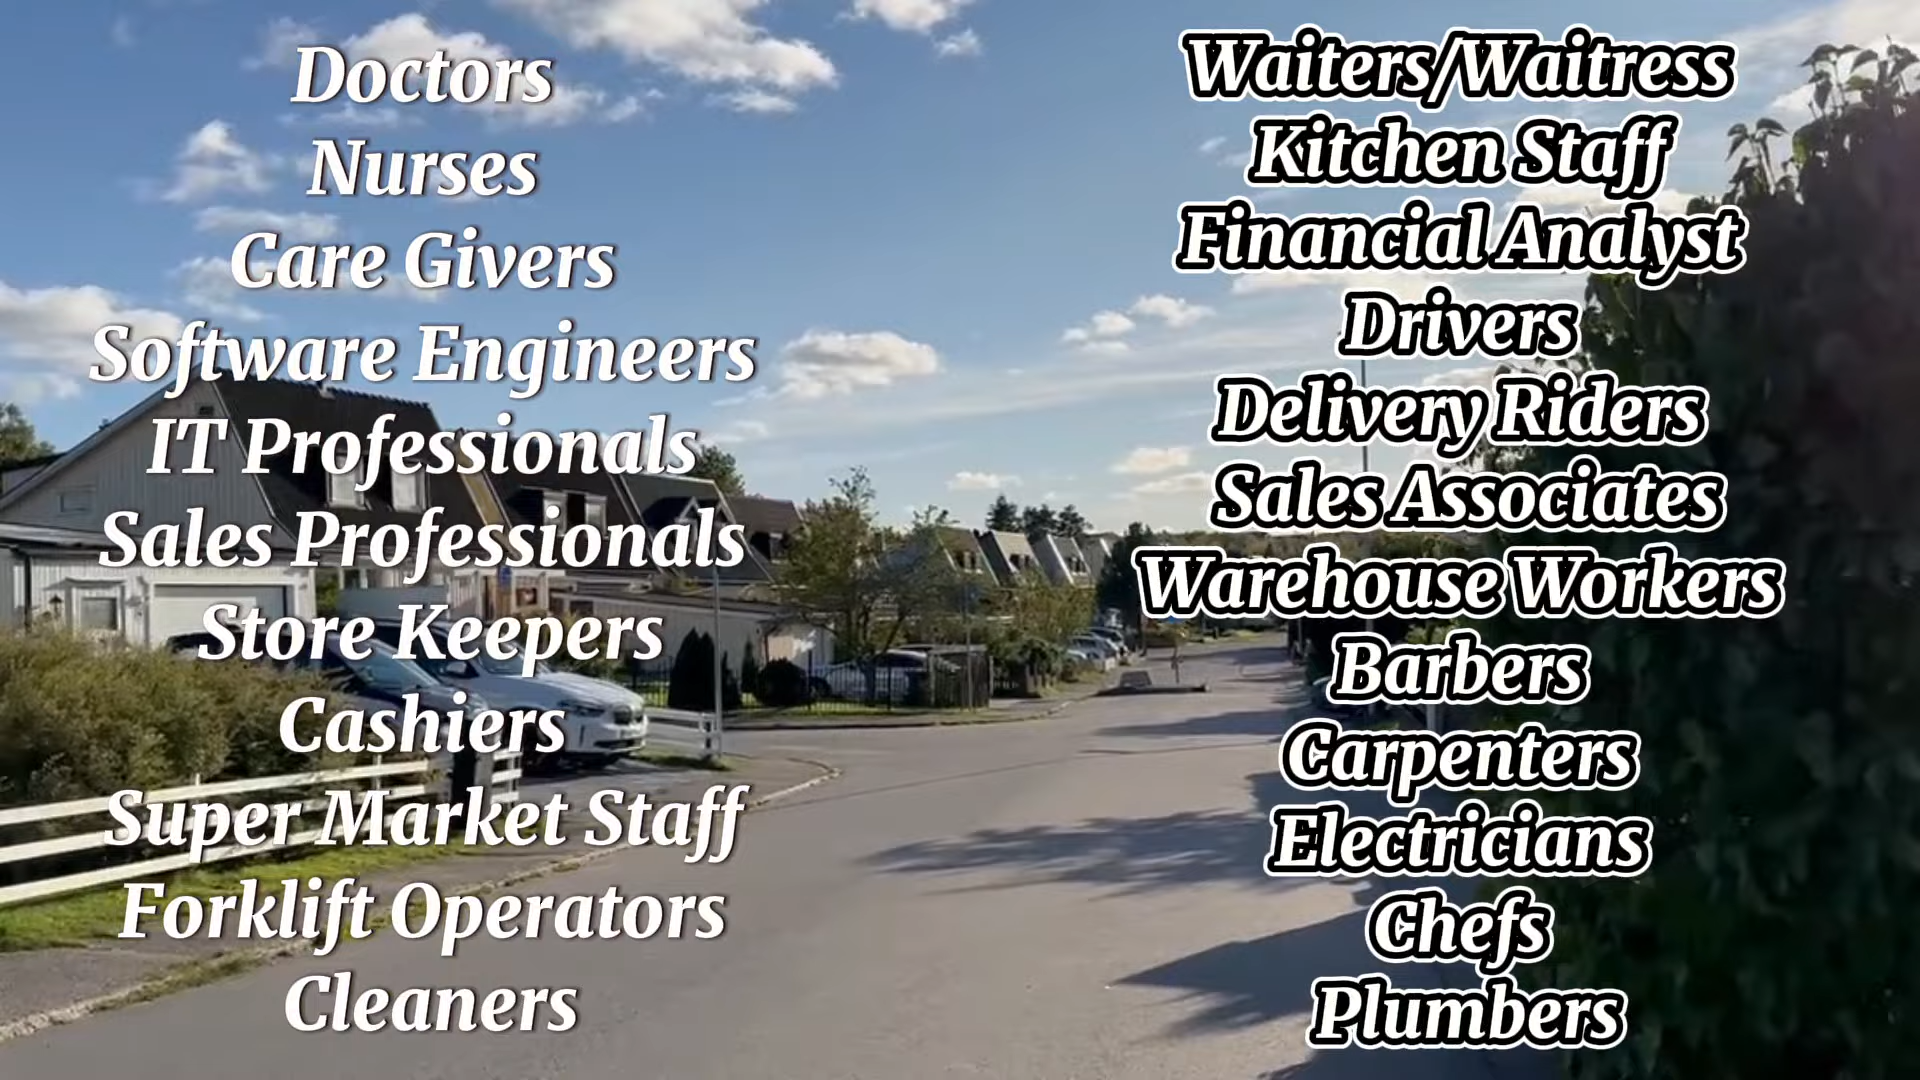 Doctors
Nurses
Care Givers
Software Engineers
IT Professionals
Sales Professionals
Store Keepers
Cashiers
Super Market Staff
Forklift Operators
Cleaners
Waiters/Waitress
Kitchen Staff
Financial Analyst
Drivers
Delivery Riders
Sales Associates
Warehouse Workers
Barbers
Carpenters
Electricians
Chefs
Plumbers